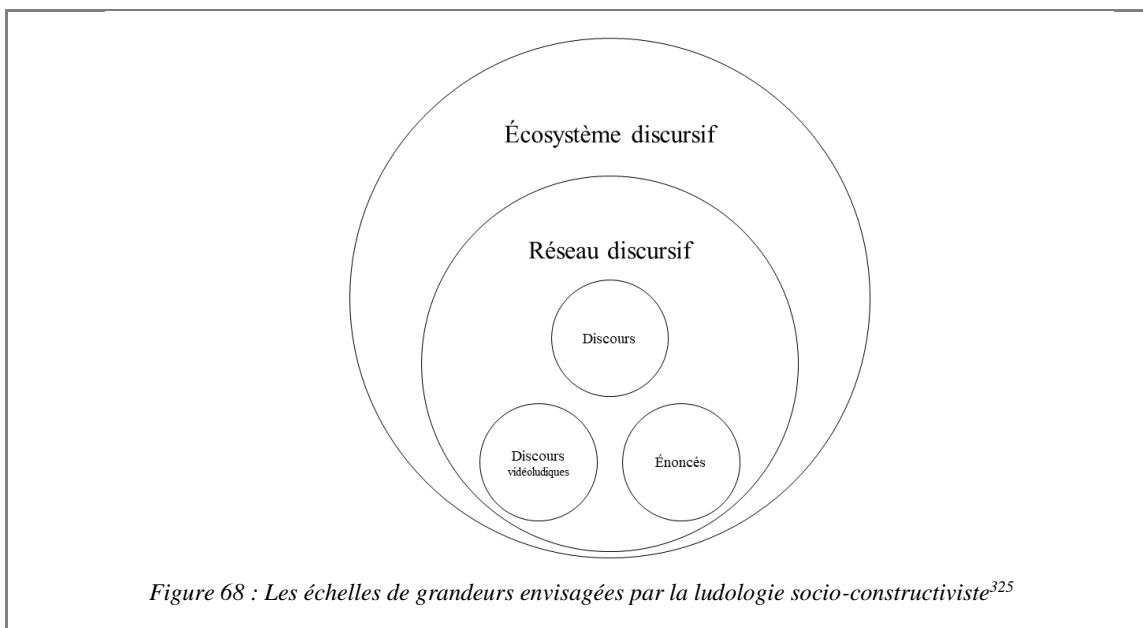 Écosystème discursif
Réseau discursif
Discours
Discours
vidéoludiques
Énoncés
Figure 68 : Les échelles de grandeurs envisagées par la ludologie socio-constructiviste325